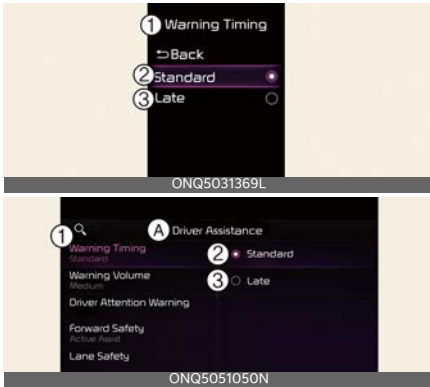 ① Warning Timing
⮌Back
② Standard
③ Late
ONQ5031369L
Ⓐ Driver Assistance
① Warning Timing
Standard
② Standard
Warning Volume
Medium
③ Late
Driver Attention Warning
Forward Safety
Active Assist
Lane Safety
ONQ5051050N